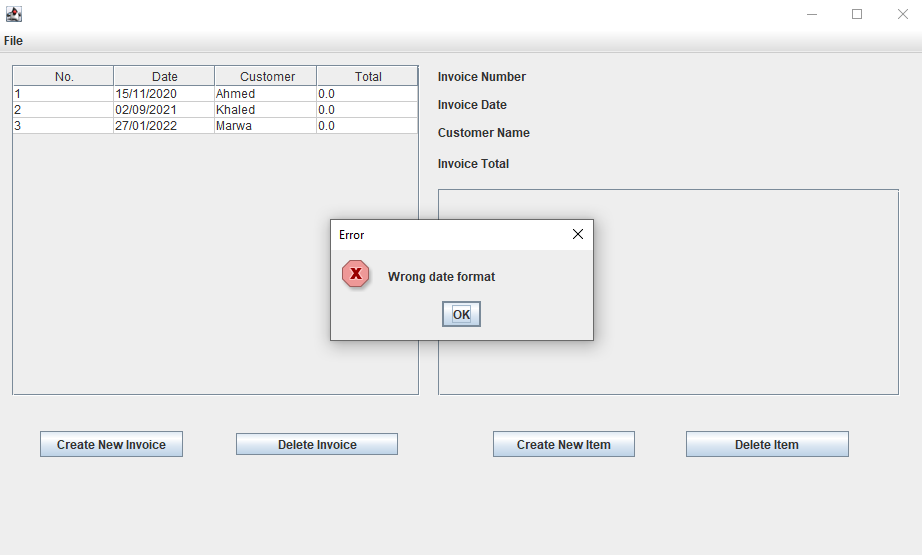 File
No. Date Customer Total
1 15/11/2020 Ahmed 0.0
2 02/09/2021 Khaled 0.0
3 27/01/2022 Marwa 0.0
Invoice Number
Invoice Date
Customer Name
Invoice Total
Error
X
Wrong date format
OK
Create New Invoice
Delete Invoice
Create New Item
Delete Item